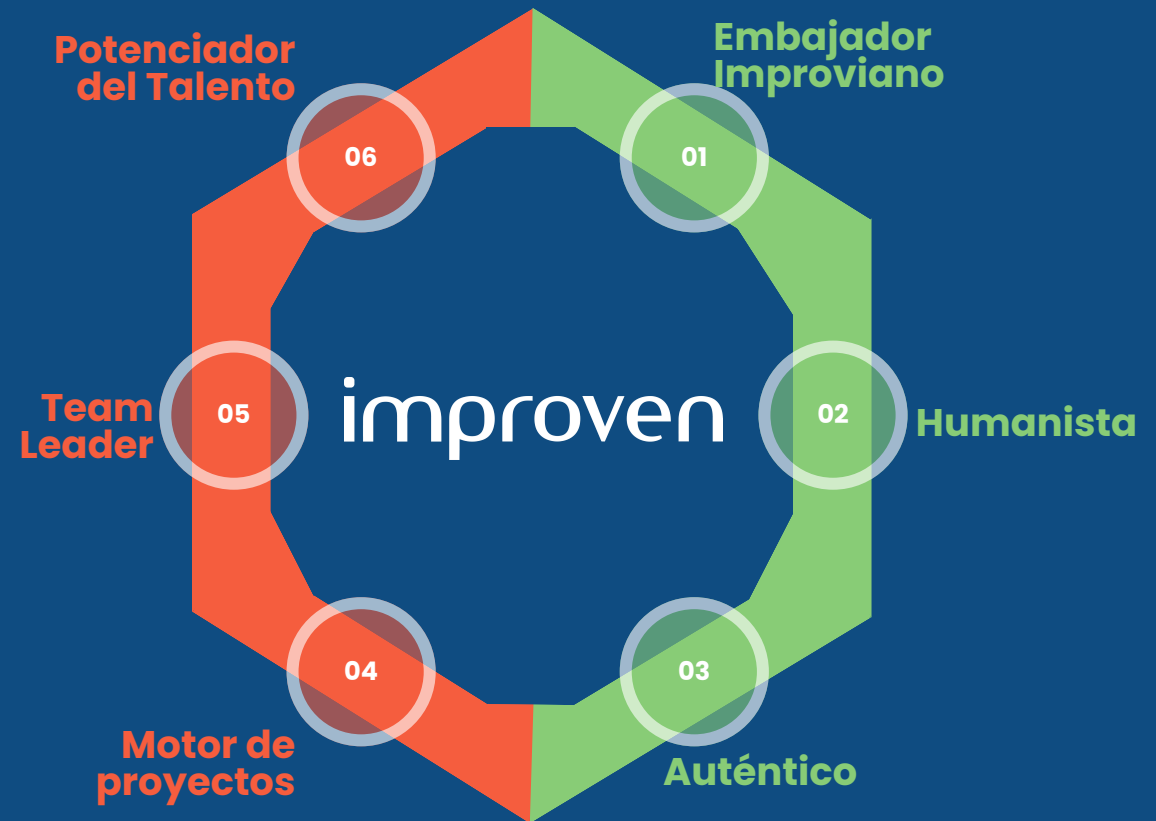 Embajador
Improviano
01
Humanista
02
Auténtico
03
Motor de
proyectos
04
Team
Leader
05
Potenciador
del Talento
06
improven